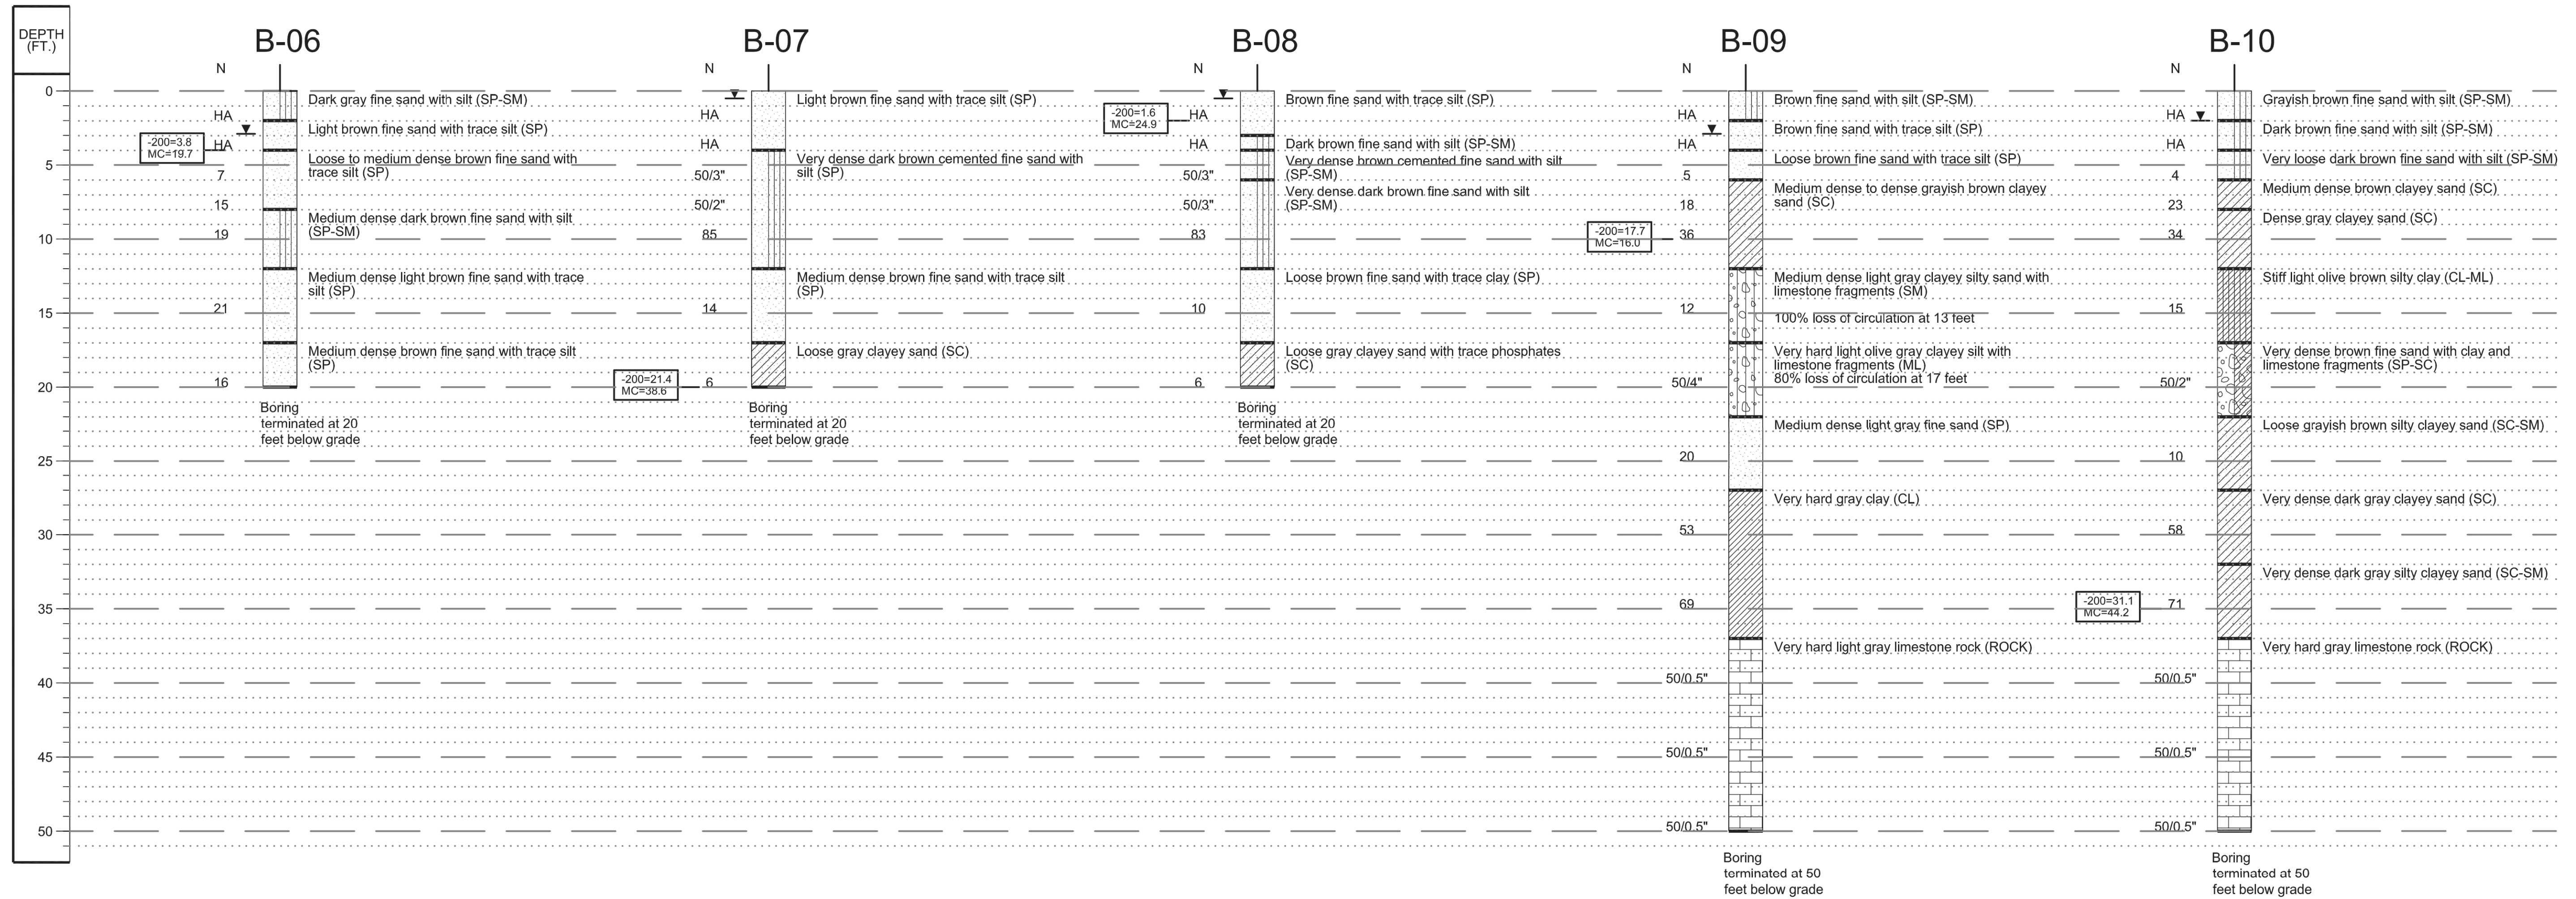 DEPTH
(FT.)
0
5
10
15
20
25
30
35
40
45
50
B-06
N
HA
HA
7
15
19
21
16
-200=3.8
MC=19.7
Dark gray fine sand with silt (SP-SM)
Light brown fine sand with trace silt (SP)
Loose to medium dense brown fine sand with
trace silt (SP)
Medium dense dark brown fine sand with silt
(SP-SM)
Medium dense light brown fine sand with trace
silt (SP)
Medium dense brown fine sand with trace silt
(SP)
Boring
terminated at 20
feet below grade
B-07
N
HA
HA
50/3"
50/2"
85
14
6
-200=21.4
MC=38.6
Light brown fine sand with trace silt (SP)
Very dense dark brown cemented fine sand with
silt (SP)
Medium dense brown fine sand with trace silt
(SP)
Loose gray clayey sand (SC)
Boring
terminated at 20
feet below grade
B-08
N
-200=1.6
MC=24.9
HA
HA
50/3"
50/3"
83
10
6
Brown fine sand with trace silt (SP)
Dark brown fine sand with silt (SP-SM)
Very dense brown cemented fine sand with silt
(SP-SM)
Very dense dark brown fine sand with silt
(SP-SM)
Loose brown fine sand with trace clay (SP)
Loose gray clayey sand with trace phosphates
(SC)
Boring
terminated at 20
feet below grade
B-09
N
HA
HA
5
18
36
12
50/4"
20
53
69
50/0.5"
50/0.5"
50/0.5"
-200=17.7
MC=16.0
Brown fine sand with silt (SP-SM)
Brown fine sand with trace silt (SP)
Loose brown fine sand with trace silt (SP)
Medium dense to dense grayish brown clayey
sand (SC)
Medium dense light gray clayey silty sand with
limestone fragments (SM)
100% loss of circulation at 13 feet
Very hard light olive gray clayey silt with
limestone fragments (ML)
80% loss of circulation at 17 feet
Medium dense light gray fine sand (SP)
Very hard gray clay (CL)
Very hard light gray limestone rock (ROCK)
Boring
terminated at 50
feet below grade
B-10
N
HA
HA
4
23
34
15
50/2"
10
58
71
50/0.5"
50/0.5"
50/0.5"
-200=31.1
MC=44.2
Grayish brown fine sand with silt (SP-SM)
Dark brown fine sand with silt (SP-SM)
Very loose dark brown fine sand with silt (SP-SM)
Medium dense brown clayey sand (SC)
Dense gray clayey sand (SC)
Stiff light olive brown silty clay (CL-ML)
Very dense brown fine sand with clay and
limestone fragments (SP-SC)
Loose grayish brown silty clayey sand (SC-SM)
Very dense dark gray clayey sand (SC)
Very dense dark gray silty clayey sand (SC-SM)
Very hard gray limestone rock (ROCK)
Boring
terminated at 50
feet below grade